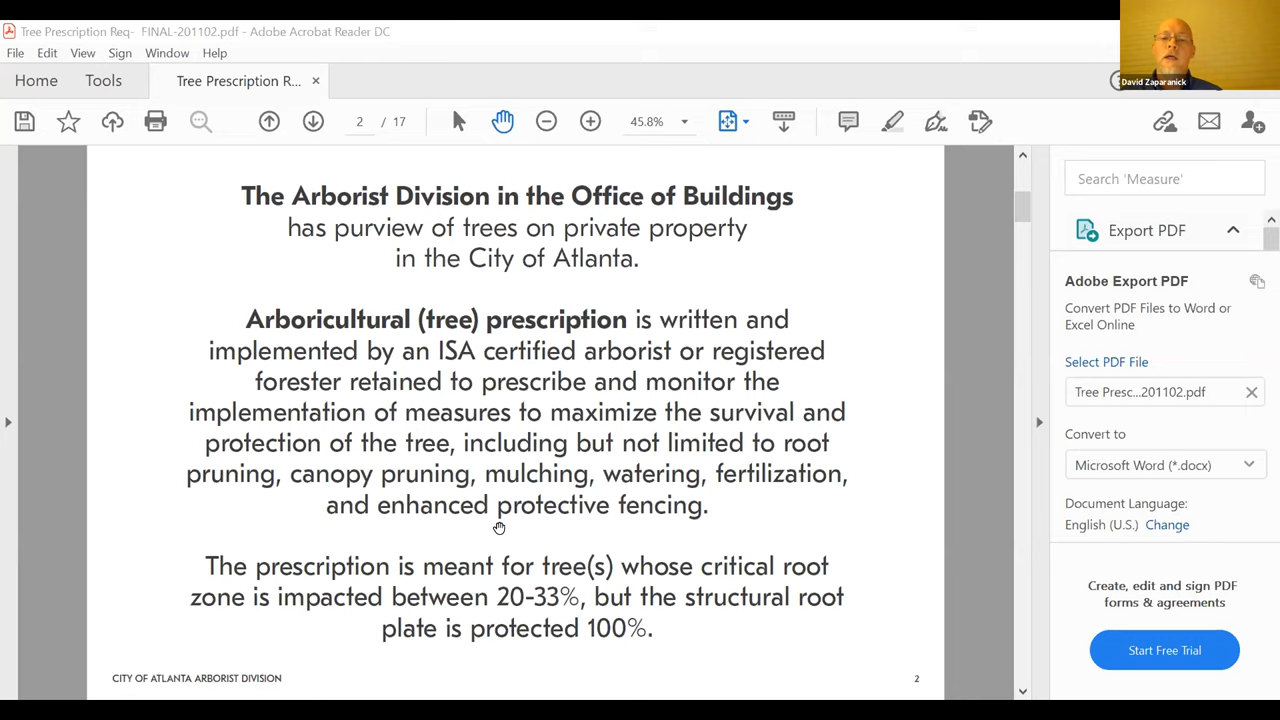 Tree Prescription Req-   FINAL-201102.pdf - Adobe Acrobat Reader DC
File Edit View Sign Window Help
Home Tools Tree Prescription R... ×
2 / 17 45.8%
David Zaparanick
The Arborist Division in the Office of Buildings
has purview of trees on private property
in the City of Atlanta.
Arboricultural (tree) prescription is written and
implemented by an ISA certified arborist or registered
forester retained to prescribe and monitor the
implementation of measures to maximize the survival and
protection of the tree, including but not limited to root
pruning, canopy pruning, mulching, watering, fertilization,
and enhanced protective fencing.
The prescription is meant for tree(s) whose critical root
zone is impacted between 20-33%, but the structural root
plate is protected 100%.
CITY OF ATLANTA ARBORIST DIVISION 2
Search 'Measure'
Export PDF
Adobe Export PDF
Convert PDF Files to Word or
Excel Online
Select PDF File
Tree Presc...201102.pdf
Convert to
Microsoft Word (*.docx)
Document Language:
English (U.S.) Change
Create, edit and sign PDF
forms & agreements
Start Free Trial